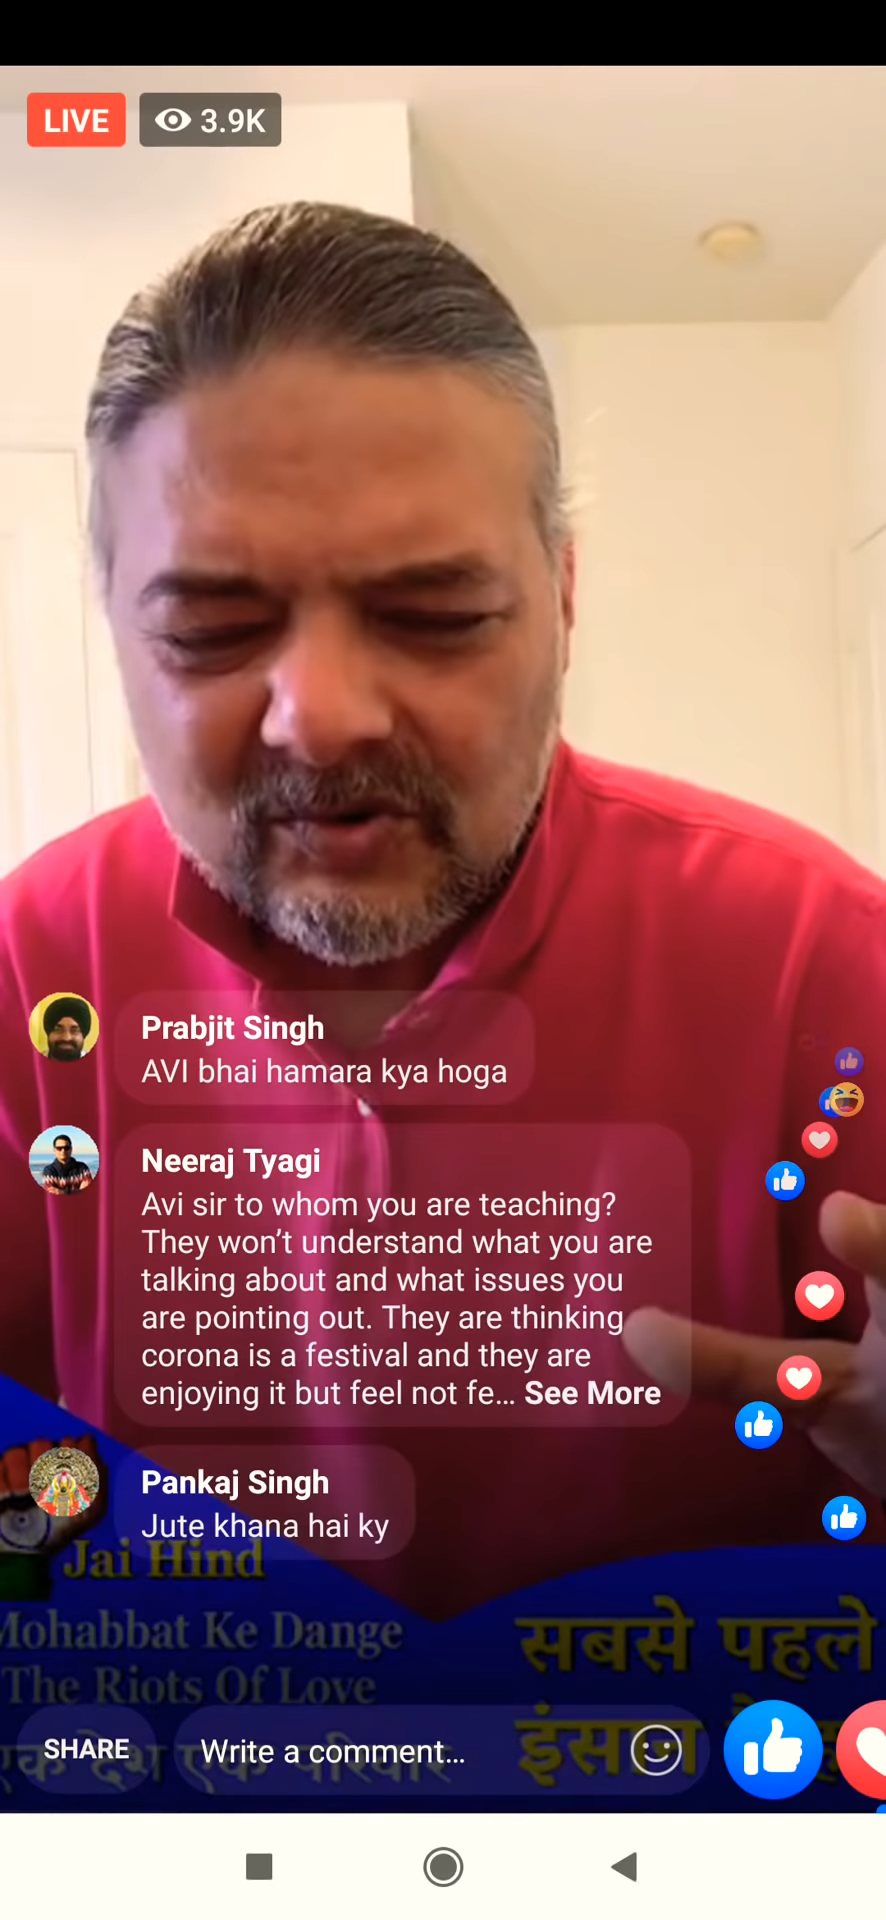 LIVE
3.9K
Prabjit Singh
AVI bhai hamara kya hoga
Neeraj Tyagi
Avi sir to whom you are teaching?
They won't understand what you are
talking about and what issues you
are pointing out. They are thinking
corona is a festival and they are
enjoying it but feel not fe... See More
Pankaj Singh
Jute khana hai ky
Jai Hind
Mohabbat Ke Dange
The Riots Of Love
एक देश एक परिवार
सबसे पहले
इंसान
SHARE
Write a comment...